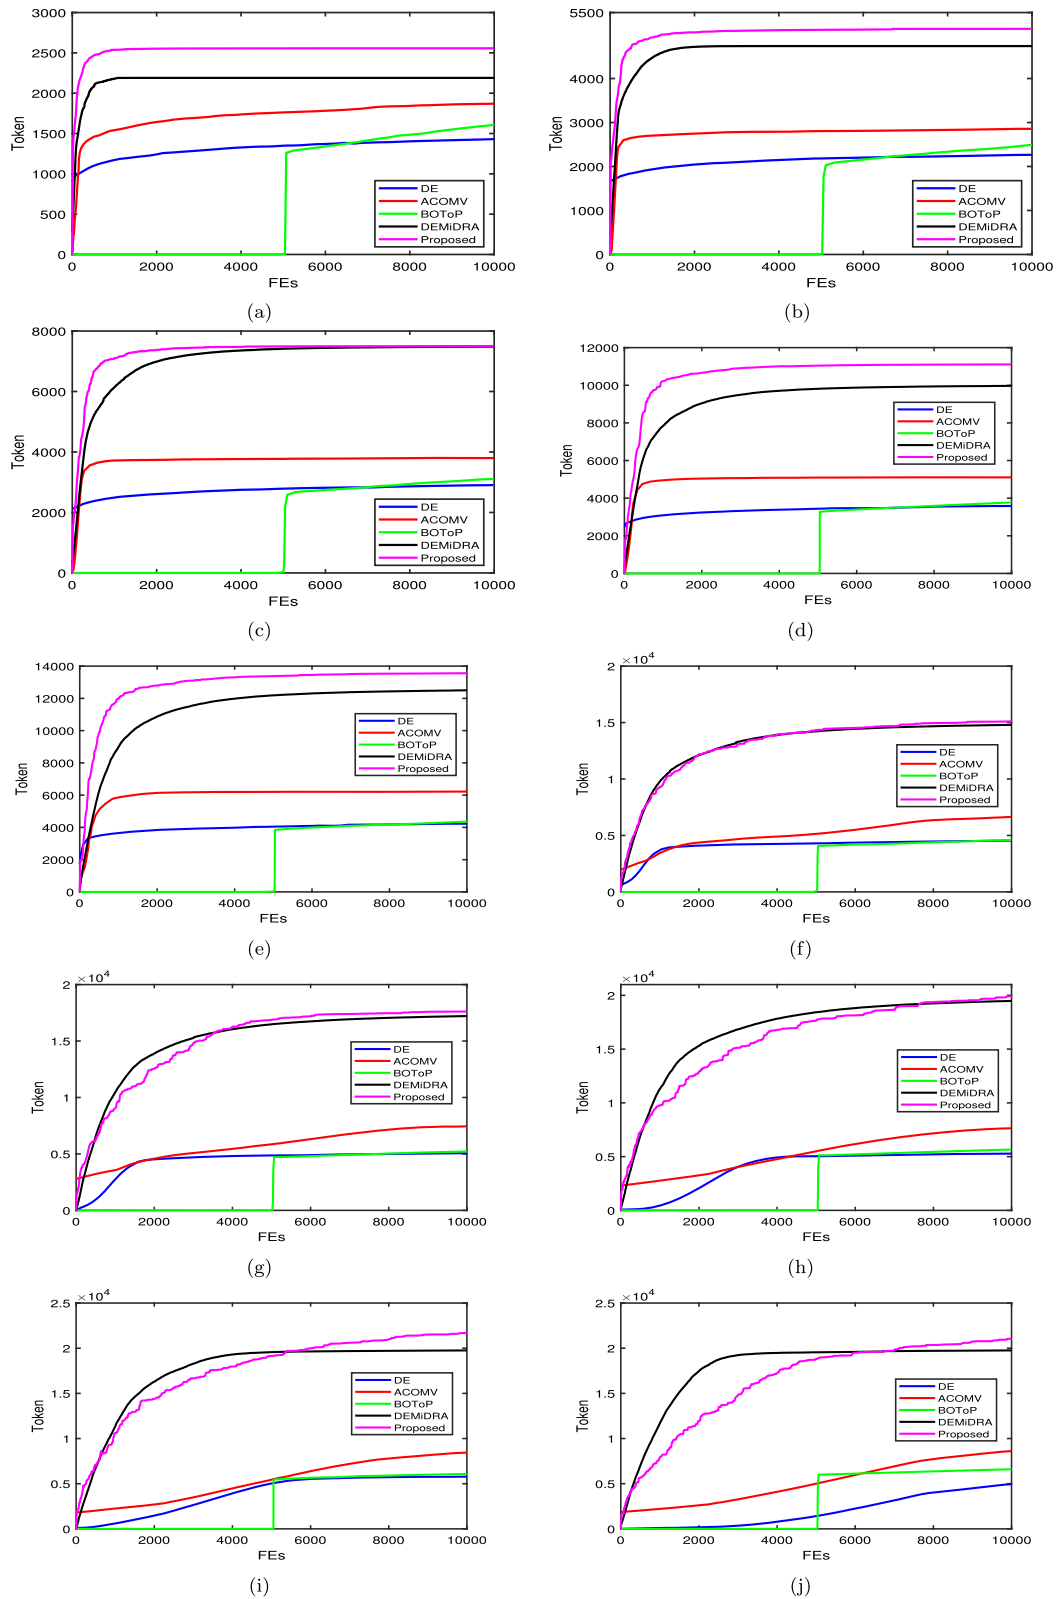 3000
2500
2000
1500
1000
500
0
Token
DE
ACOMV
BOToP
DEMiDRA
Proposed
0 2000 4000 6000 8000 10000
FEs
(a)
5500
4000
3000
2000
1000
0
Token
DE
ACOMV
BOToP
DEMiDRA
Proposed
0 2000 4000 6000 8000 10000
FEs
(b)
8000
6000
4000
2000
0
Token
DE
ACOMV
BOToP
DEMiDRA
Proposed
0 2000 4000 6000 8000 10000
FEs
(c)
12000
10000
8000
6000
4000
2000
0
Token
DE
ACOMV
BOToP
DEMiDRA
Proposed
0 2000 4000 6000 8000 10000
FEs
(d)
14000
12000
10000
8000
6000
4000
2000
0
Token
DE
ACOMV
BOToP
DEMiDRA
Proposed
0 2000 4000 6000 8000 10000
FEs
(e)
×10⁴
2
1.5
1
0.5
0
Token
DE
ACOMV
BOToP
DEMiDRA
Proposed
0 2000 4000 6000 8000 10000
FEs
(f)
×10⁴
2
1.5
1
0.5
0
Token
DE
ACOMV
BOToP
DEMiDRA
Proposed
0 2000 4000 6000 8000 10000
FEs
(g)
×10⁴
2
1.5
1
0.5
0
Token
DE
ACOMV
BOToP
DEMiDRA
Proposed
0 2000 4000 6000 8000 10000
FEs
(h)
×10⁴
2.5
2
1.5
1
0.5
0
Token
DE
ACOMV
BOToP
DEMiDRA
Proposed
0 2000 4000 6000 8000 10000
FEs
(i)
×10⁴
2.5
2
1.5
1
0.5
0
Token
DE
ACOMV
BOToP
DEMiDRA
Proposed
0 2000 4000 6000 8000 10000
FEs
(j)